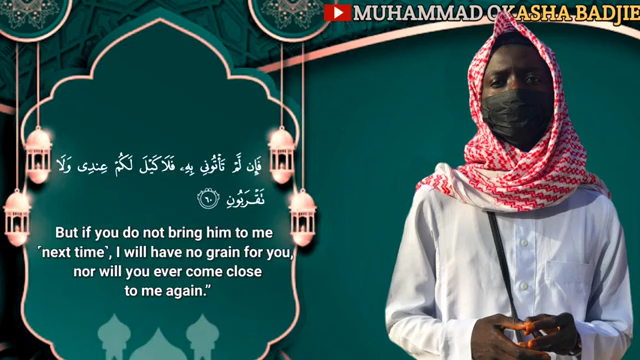 MUHAMMAD OKASHA BADJIE
فَإِن لَّمْ تَأْتُونِى بِهِۦ فَلَا كَيْلَ لَكُمْ عِندِى وَلَا
تَقْرَبُونِ ٦٠
But if you do not bring him to me
˹next time˺, I will have no grain for you,
nor will you ever come close
to me again.”